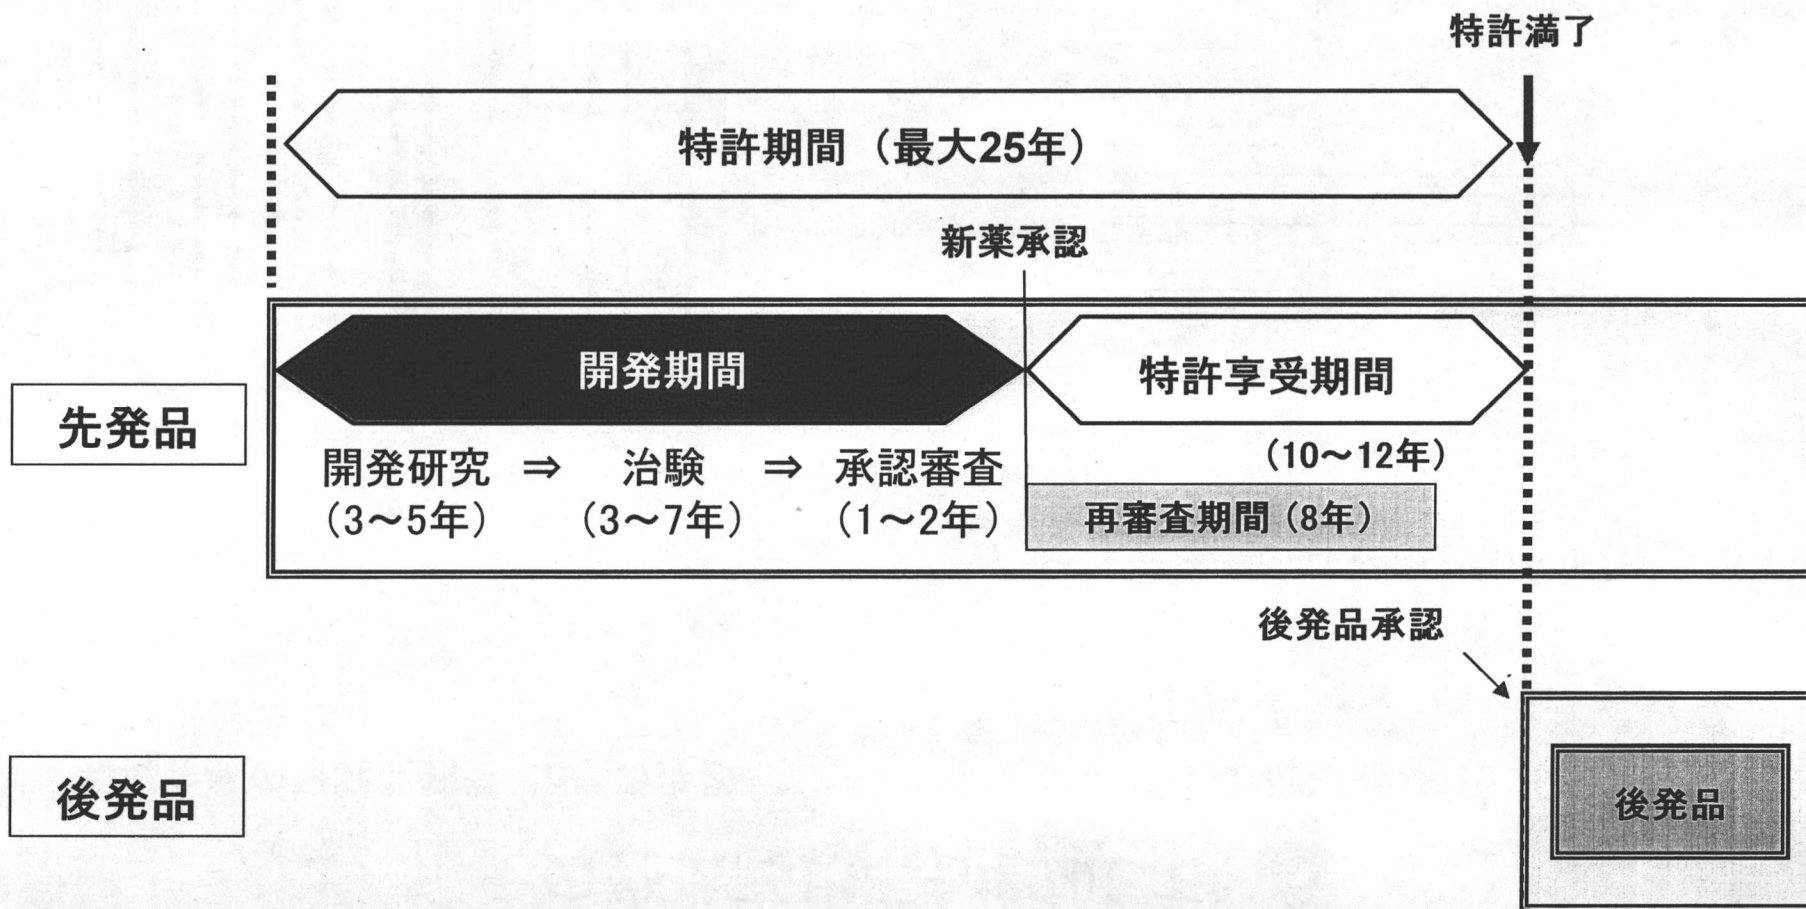 特許満了
特許期間（最大25年）
新薬承認
開発期間
特許享受期間
先発品
(10～12年)
開発研究 ⇒ 治験 ⇒ 承認審査
(3～5年) (3～7年) (1～2年)
再審査期間 (8年)
後発品承認
後発品
後発品